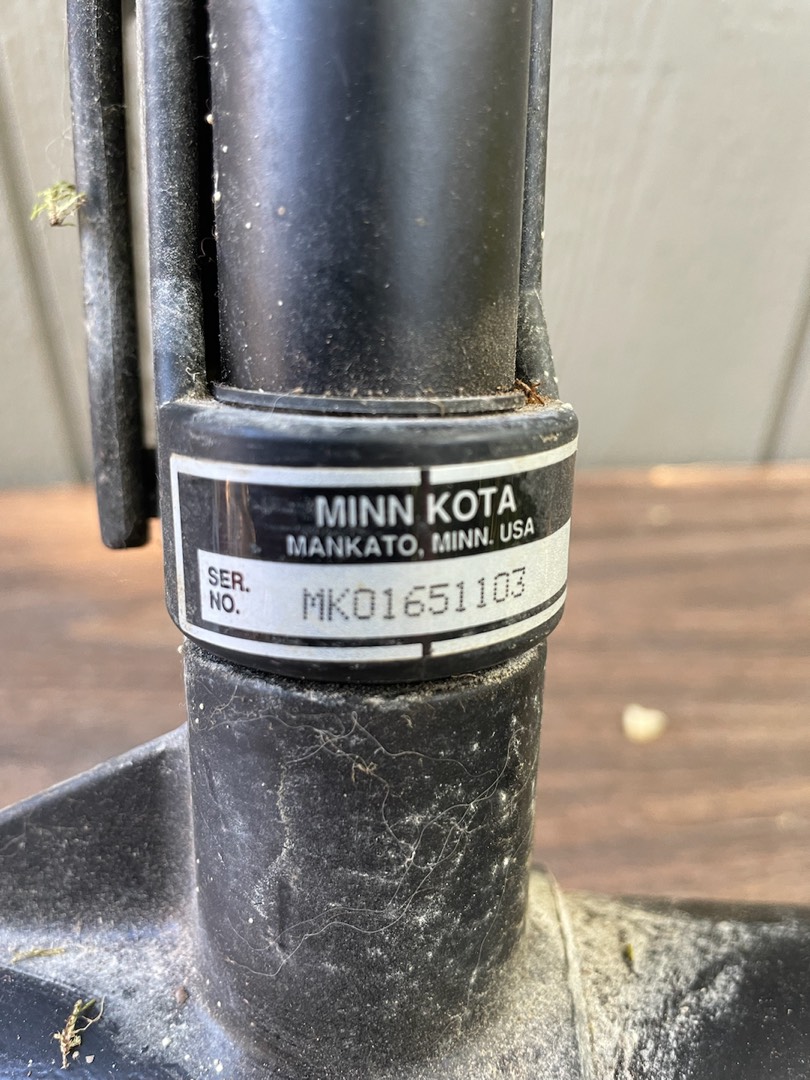 MINN KOTA
MANKATO, MINN. USA
SER.
NO.
MK01651103